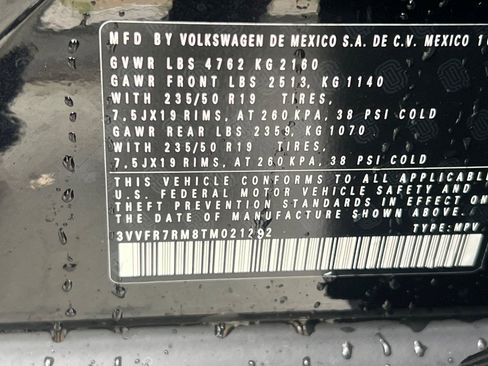 MFD BY VOLKSWAGEN DE MEXICO S.A. DE C.V. MEXICO
GVWR LBS 4762 KG 2160
GAWR FRONT LBS 2513, KG 1140
WITH 235/50 R19 TIRES,
7.5JX19 RIMS, AT 260 KPA, 38 PSI COLD
GAWR REAR LBS 2359, KG 1070
WITH 235/50 R19 TIRES,
7.5JX19 RIMS, AT 260 KPA, 38 PSI COLD
THIS VEHICLE CONFORMS TO ALL APPLICABLE
U.S. FEDERAL MOTOR VEHICLE SAFETY AND
THEFT PREVENTION STANDARDS IN EFFECT ON
THE DATE OF MANUFACTURE SHOWN ABOVE.
3VVFR7RM8TM021292 TYPE: MPV